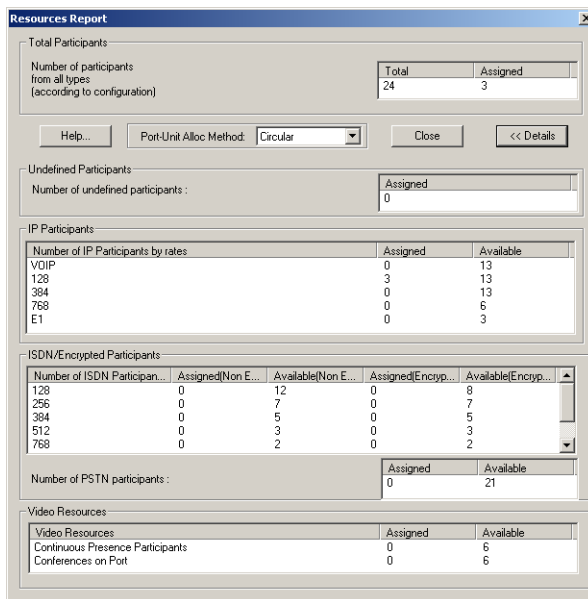 Resources Report
Total Participants
Number of participants
from all types
(according to configuration)
Total Assigned
24 3
Help... Port-Unit Alloc Method: Circular Close << Details
Undefined Participants
Number of undefined participants :
Assigned
0
IP Participants
Number of IP Participants by rates Assigned Available
VOIP 0 13
128 3 13
384 0 13
768 0 6
E1 0 3
ISDN/Encrypted Participants
Number of ISDN Participan... Assigned(Non E... Available(Non E... Assigned(Encryp... Available(Encryp...
128 0 12 0 8
256 0 7 0 7
384 0 5 0 5
512 0 3 0 3
768 0 2 0 2
Number of PSTN participants :
Assigned Available
0 21
Video Resources
Video Resources Assigned Available
Continuous Presence Participants 0 6
Conferences on Port 0 6